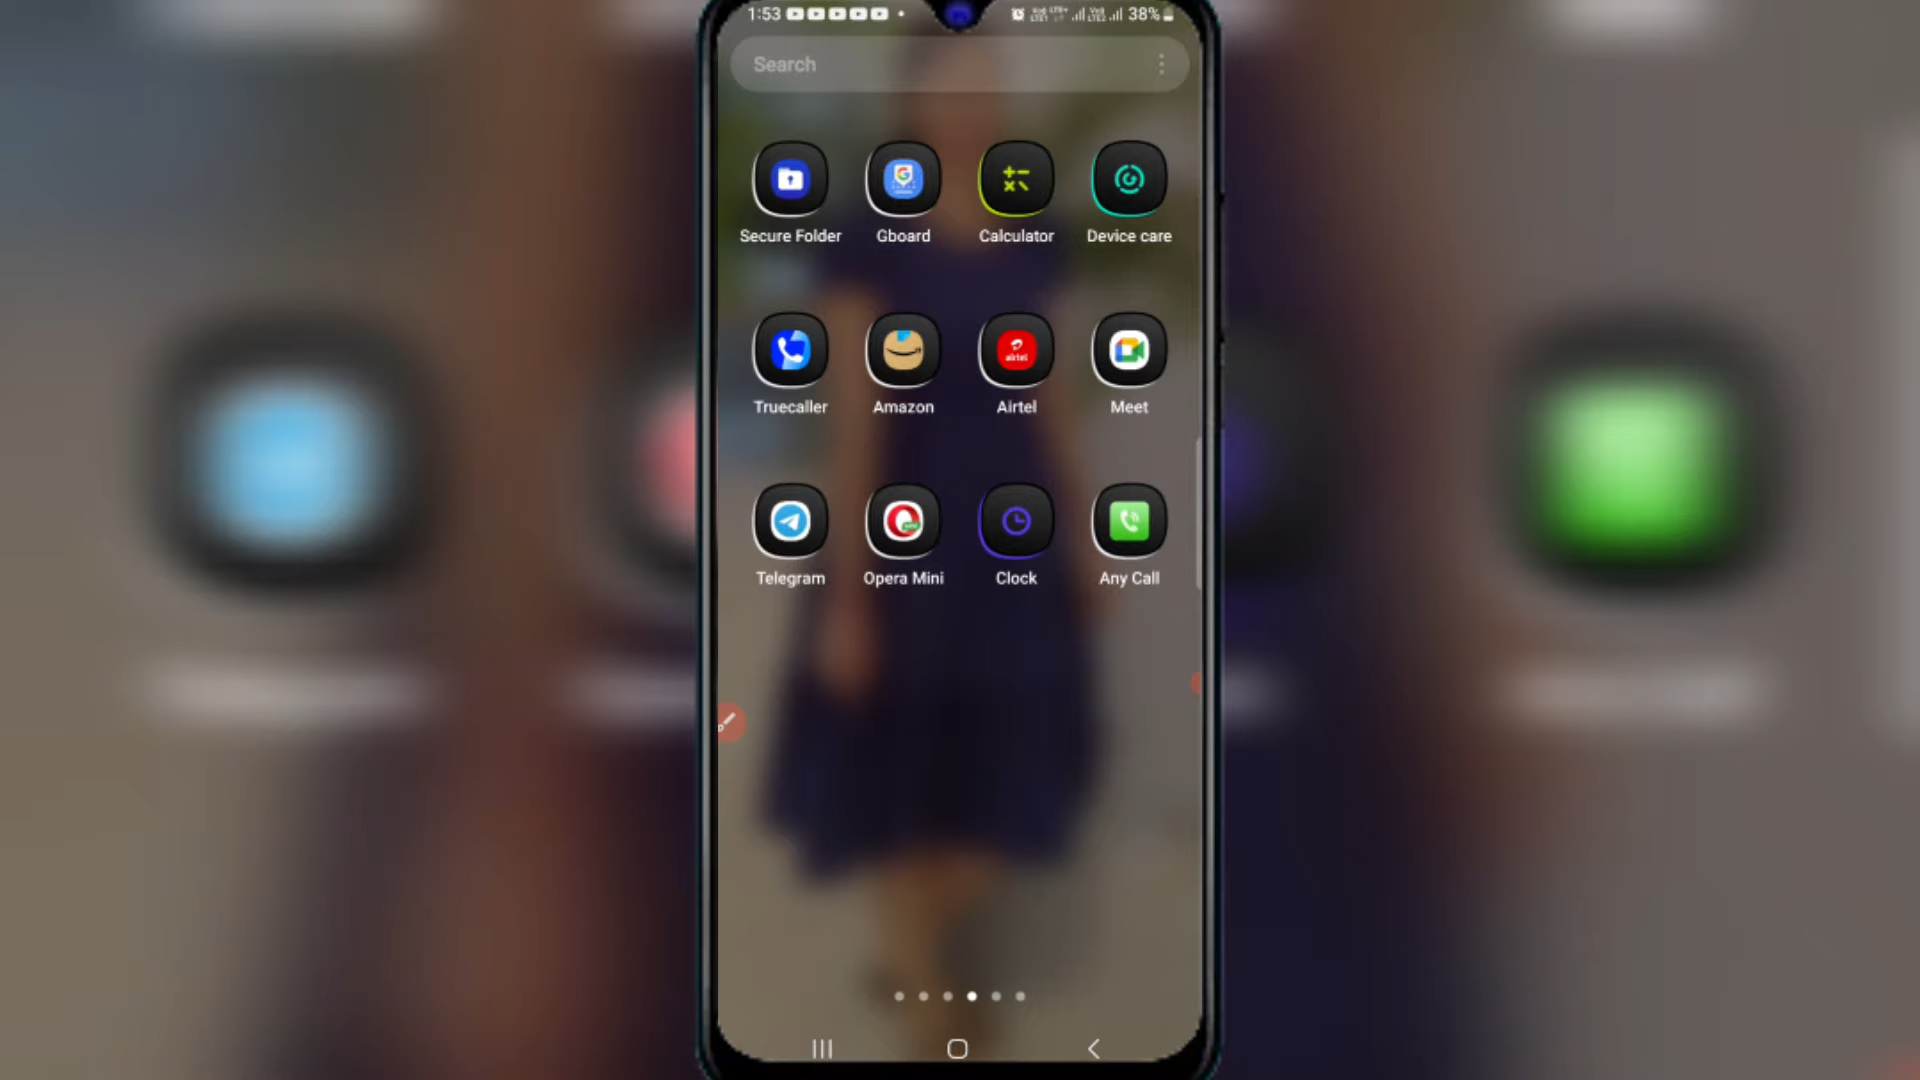 1:53 38%
Search
Secure Folder Gboard Calculator Device care
airtel
Truecaller Amazon Airtel Meet
Telegram Opera Mini Clock Any Call